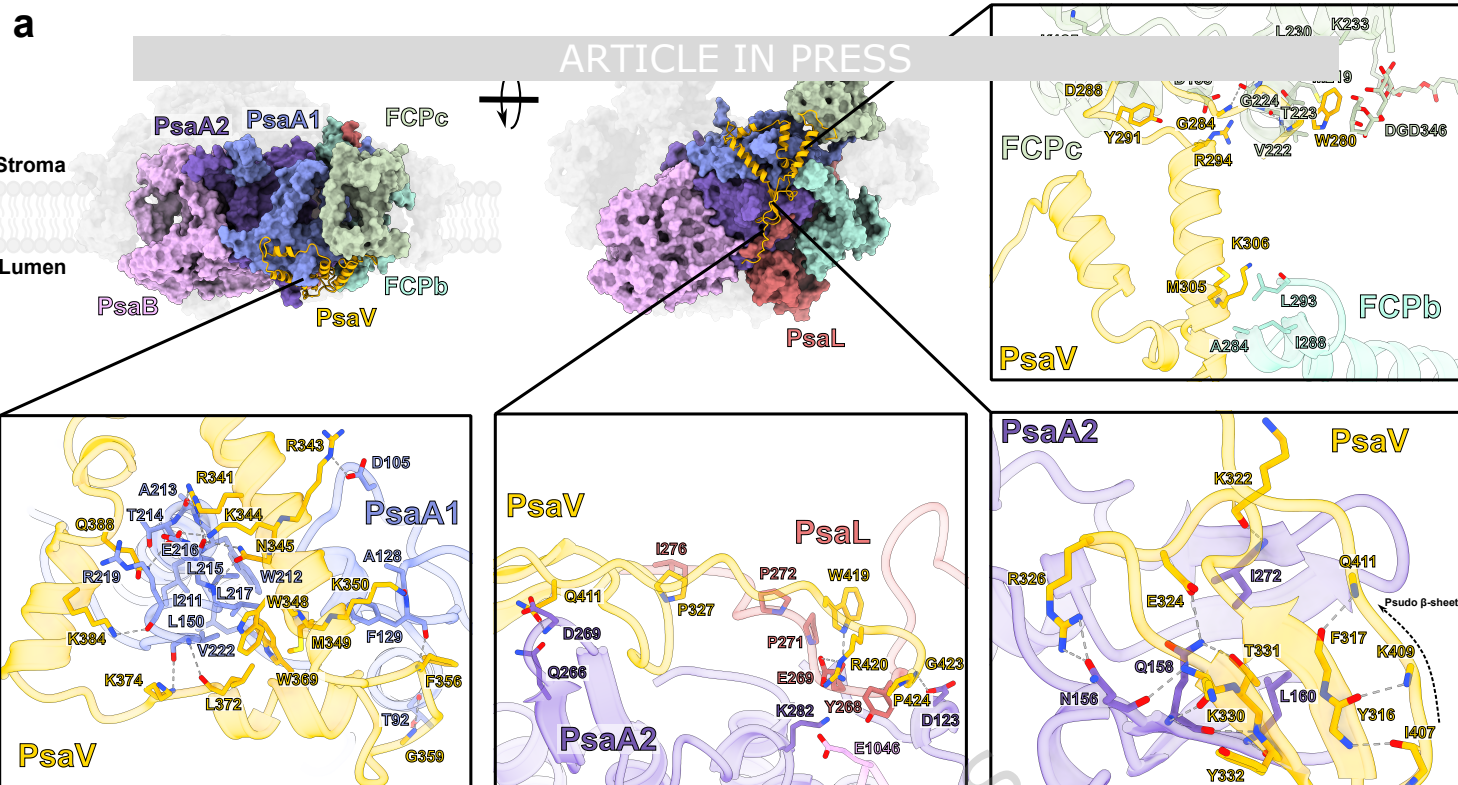 a
ARTICLE IN PRESS
PsaA2
PsaA1
FCPc
Stroma
Lumen
PsaB
PsaV
FCPb
PsaL
L230
K233
D288
G224
T223
DGD346
Y291
G284
W280
FCPc
R294
V222
K306
M305
L293
FCPb
A284
I288
PsaV
R343
D105
R341
A213
PsaA1
T214
K344
Q388
E216
N345
A128
L215
R219
W212
K350
I211
L217
W348
L150
M349
F129
K384
V222
W369
F356
K374
L372
T92
PsaV
G359
PsaV
PsaL
I276
P272
W419
Q411
P327
D269
P271
R420
G423
Q266
E269
P424
Y268
K282
D123
PsaA2
E1046
PsaA2
PsaV
K322
Q411
I272
R326
E324
Psudo β-sheet
F317
T331
K409
Q158
N156
L160
K330
Y316
I407
Y332